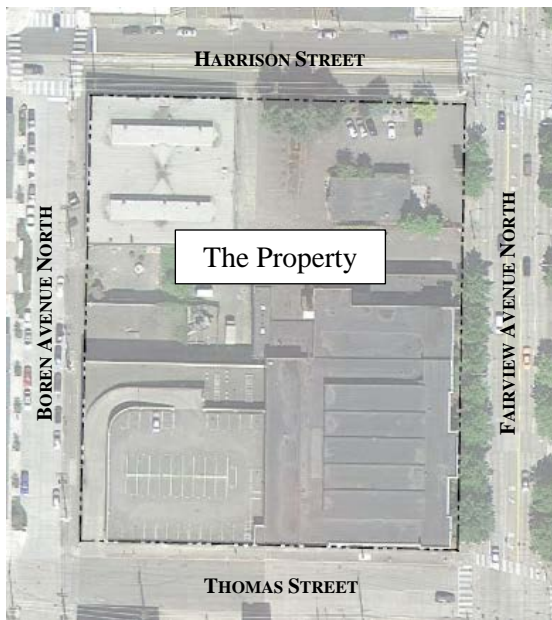 HARRISON STREET
The Property
BOREN AVENUE NORTH
FAIRVIEW AVENUE NORTH
THOMAS STREET